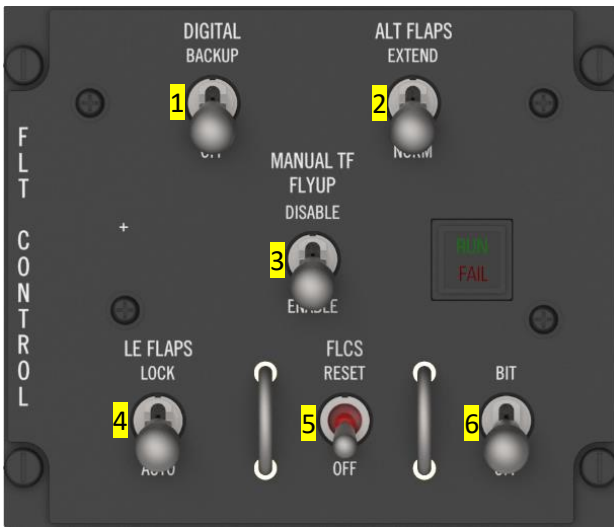 DIGITAL
BACKUP
1
ALT FLAPS
EXTEND
2
NORM
FLT CONTROL
MANUAL TF
FLYUP
DISABLE
3
ENABLE
RUN
FAIL
LE FLAPS
LOCK
4
AUTO
FLCS
RESET
5
OFF
BIT
6